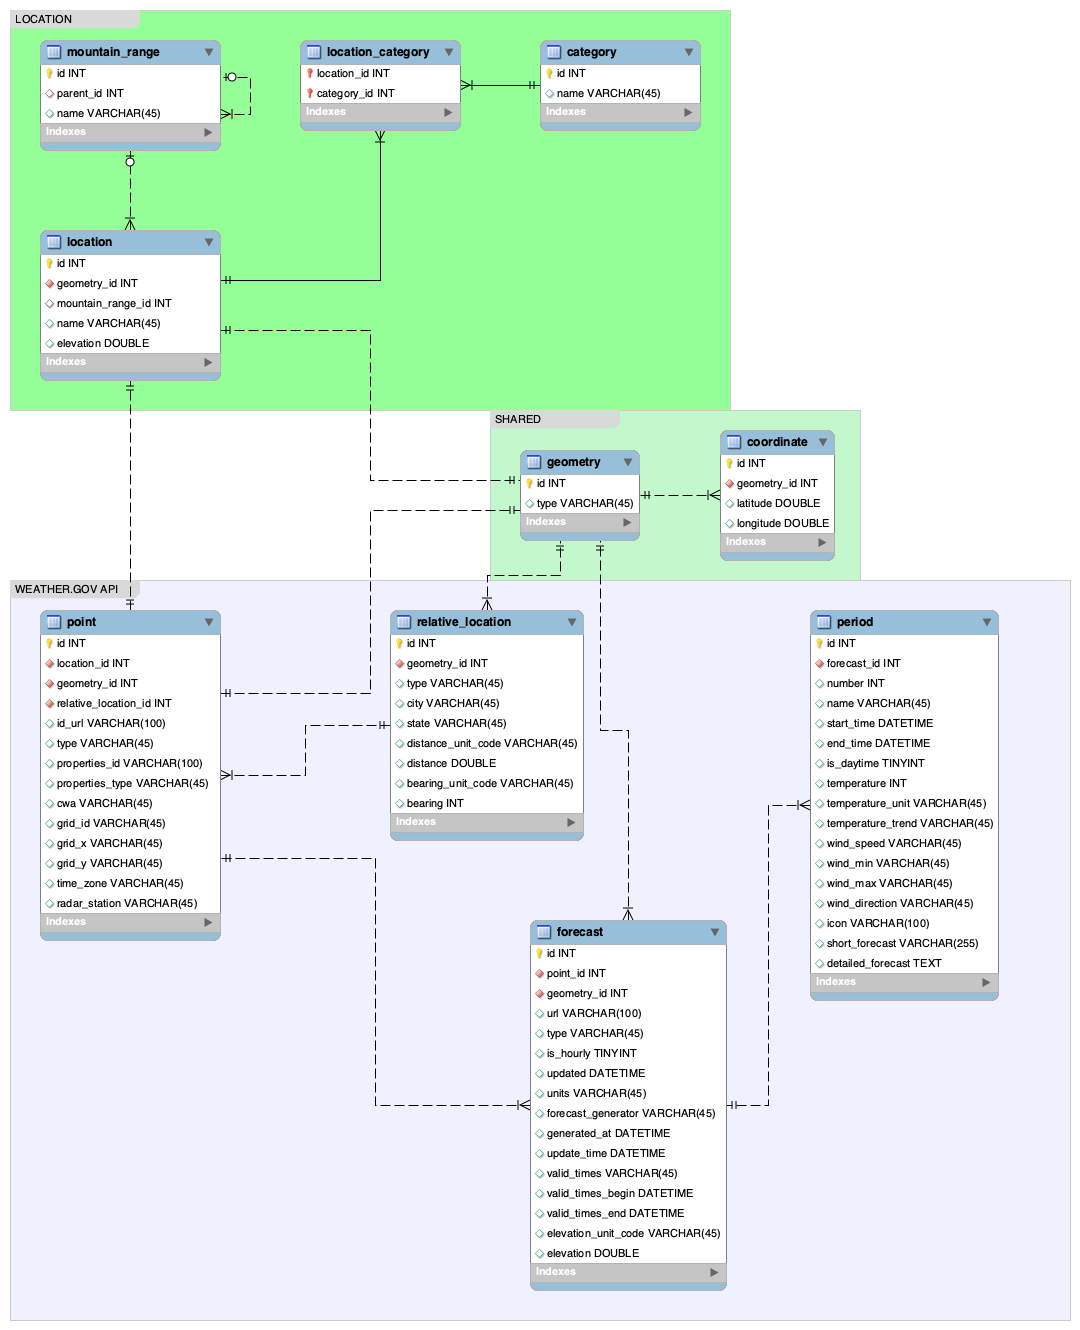 LOCATION
mountain_range
id INT
parent_id INT
name VARCHAR(45)
Indexes
location_category
location_id INT
category_id INT
Indexes
category
id INT
name VARCHAR(45)
Indexes
location
id INT
geometry_id INT
mountain_range_id INT
name VARCHAR(45)
elevation DOUBLE
Indexes
SHARED
geometry
id INT
type VARCHAR(45)
Indexes
coordinate
id INT
geometry_id INT
latitude DOUBLE
longitude DOUBLE
Indexes
WEATHER.GOV API
point
id INT
location_id INT
geometry_id INT
relative_location_id INT
id_url VARCHAR(100)
type VARCHAR(45)
properties_id VARCHAR(100)
properties_type VARCHAR(45)
cwa VARCHAR(45)
grid_id VARCHAR(45)
grid_x VARCHAR(45)
grid_y VARCHAR(45)
time_zone VARCHAR(45)
radar_station VARCHAR(45)
Indexes
relative_location
id INT
geometry_id INT
type VARCHAR(45)
city VARCHAR(45)
state VARCHAR(45)
distance_unit_code VARCHAR(45)
distance DOUBLE
bearing_unit_code VARCHAR(45)
bearing INT
Indexes
period
id INT
forecast_id INT
number INT
name VARCHAR(45)
start_time DATETIME
end_time DATETIME
is_daytime TINYINT
temperature INT
temperature_unit VARCHAR(45)
temperature_trend VARCHAR(45)
wind_speed VARCHAR(45)
wind_min VARCHAR(45)
wind_max VARCHAR(45)
wind_direction VARCHAR(45)
icon VARCHAR(100)
short_forecast VARCHAR(255)
detailed_forecast TEXT
Indexes
forecast
id INT
point_id INT
geometry_id INT
url VARCHAR(100)
type VARCHAR(45)
is_hourly TINYINT
updated DATETIME
units VARCHAR(45)
forecast_generator VARCHAR(45)
generated_at DATETIME
update_time DATETIME
valid_times VARCHAR(45)
valid_times_begin DATETIME
valid_times_end DATETIME
elevation_unit_code VARCHAR(45)
elevation DOUBLE
Indexes